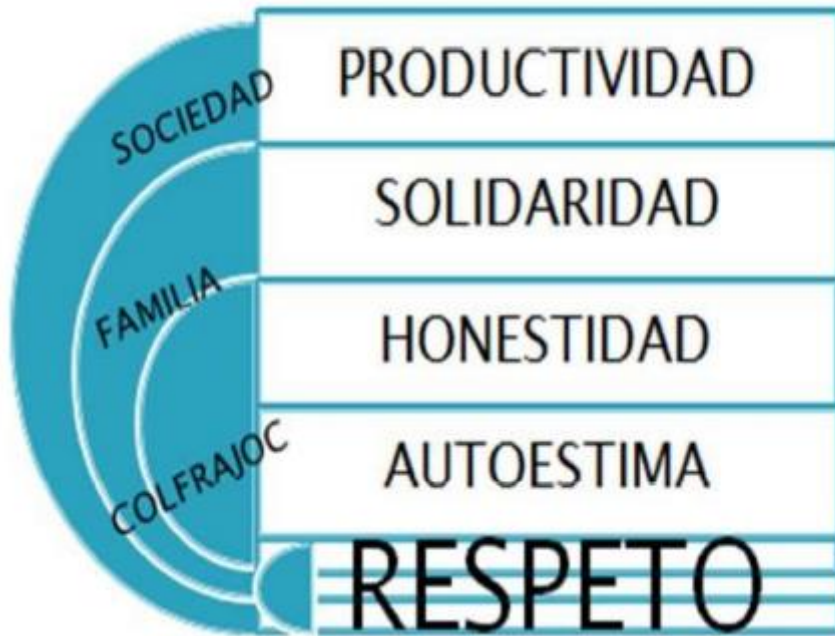 SOCIEDAD
PRODUCTIVIDAD
SOLIDARIDAD
FAMILIA
HONESTIDAD
COLFRAJOC
AUTOESTIMA
RESPETO